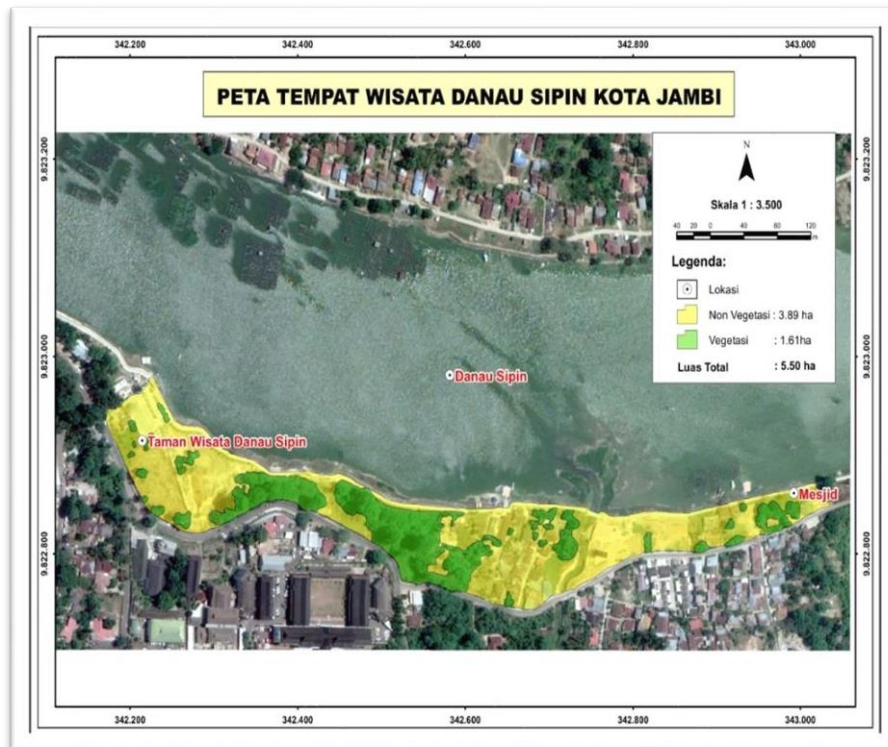 342.200 342.400 342.600 342.800 343.000
PETA TEMPAT WISATA DANAU SIPIN KOTA JAMBI
9.823.200
9.823.200
N
Skala 1 : 3.500
40 20 0 40 80 120
m
Legenda:
Lokasi
Non Vegetasi : 3.89 ha
Vegetasi : 1.61ha
Luas Total : 5.50 ha
9.823.000
9.823.000
Danau Sipin
Taman Wisata Danau Sipin
Mesjid
9.822.800
9.822.800
342.200 342.400 342.600 342.800 343.000